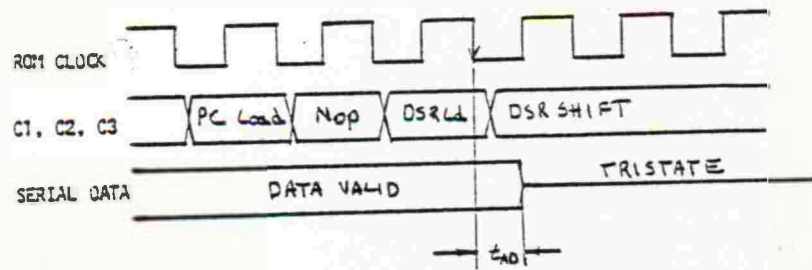 ROM CLOCK
C1, C2, C3
PC Load
Nop
DSRLd
DSR SHIFT
SERIAL DATA
DATA VALID
TRISTATE
tAD